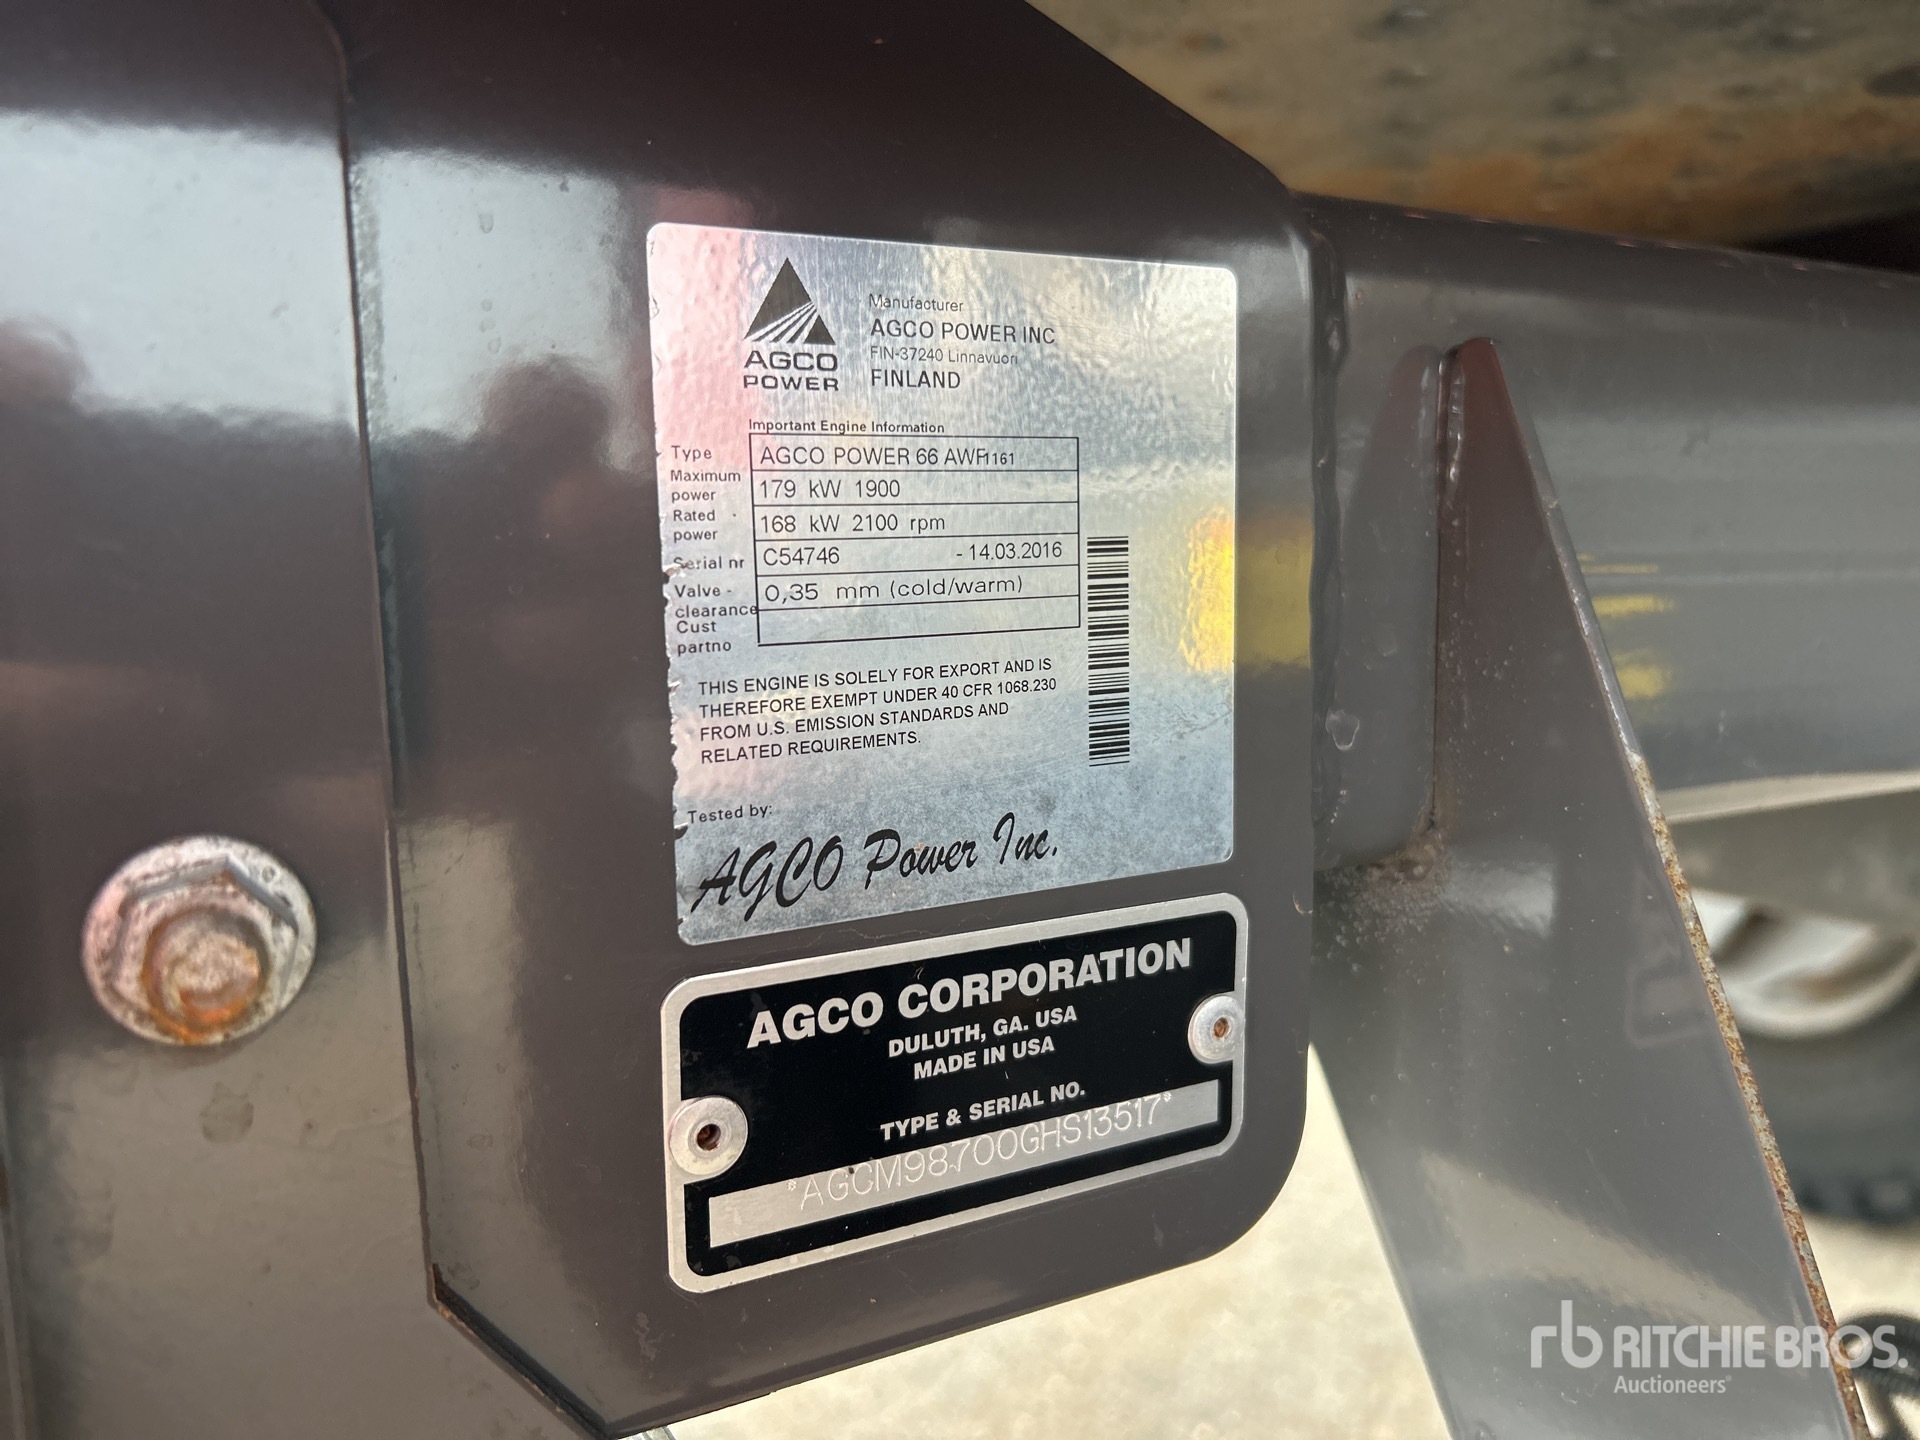 AGCO
POWER
Manufacturer
AGCO POWER INC
FIN-37240 Linnavuori
FINLAND
Important Engine Information
Type AGCO POWER 66 AWF1161
Maximum power 179 kW 1900
Rated power 168 kW 2100 rpm
Serial nr C54746 - 14.03.2016
Valve - clearance 0,35 mm (cold/warm)
Cust partno
THIS ENGINE IS SOLELY FOR EXPORT AND IS
THEREFORE EXEMPT UNDER 40 CFR 1068.230
FROM U.S. EMISSION STANDARDS AND
RELATED REQUIREMENTS.
Tested by:
AGCO Power Inc.
AGCO CORPORATION
DULUTH, GA. USA
MADE IN USA
TYPE & SERIAL NO.
*AGCM98700GHS13517*
rb RITCHIE BROS.
Auctioneers